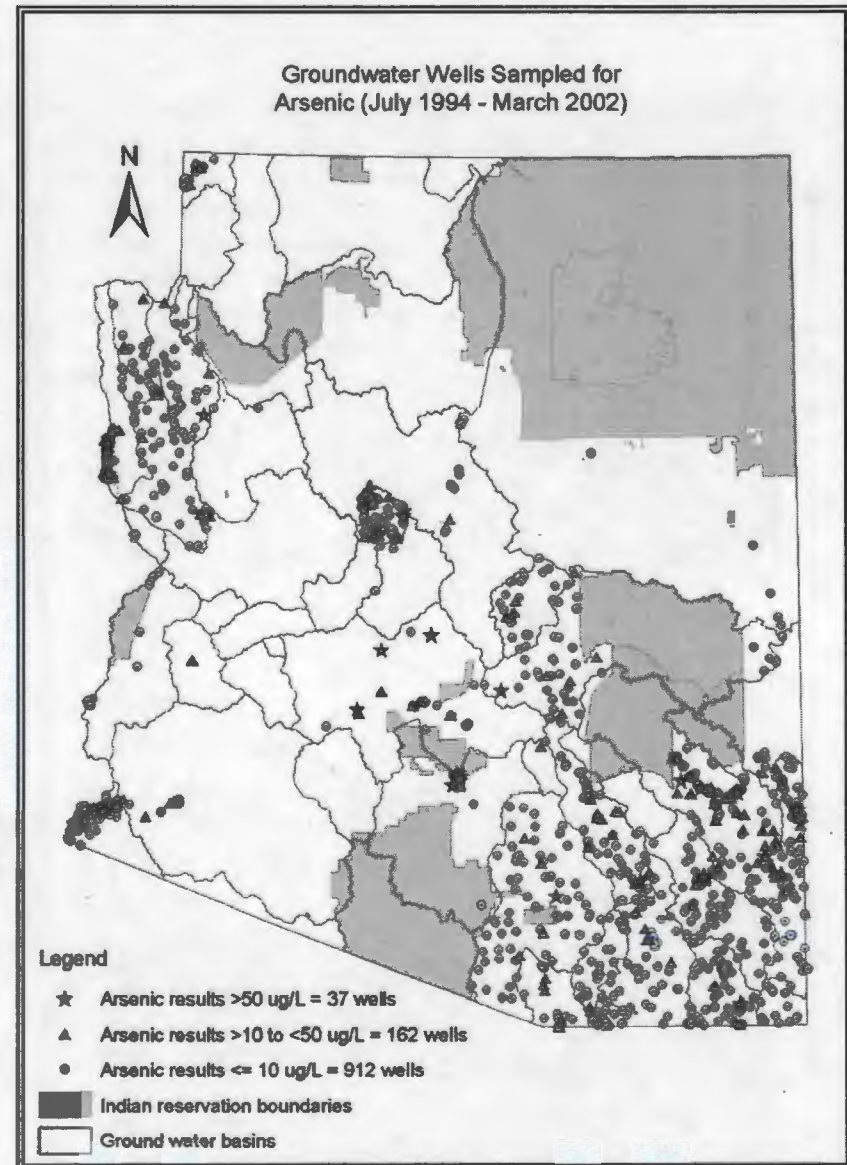 Groundwater Wells Sampled for
Arsenic (July 1994 - March 2002)
N
Legend
Arsenic results >50 ug/L = 37 wells
Arsenic results >10 to <50 ug/L = 162 wells
Arsenic results <= 10 ug/L = 912 wells
Indian reservation boundaries
Ground water basins